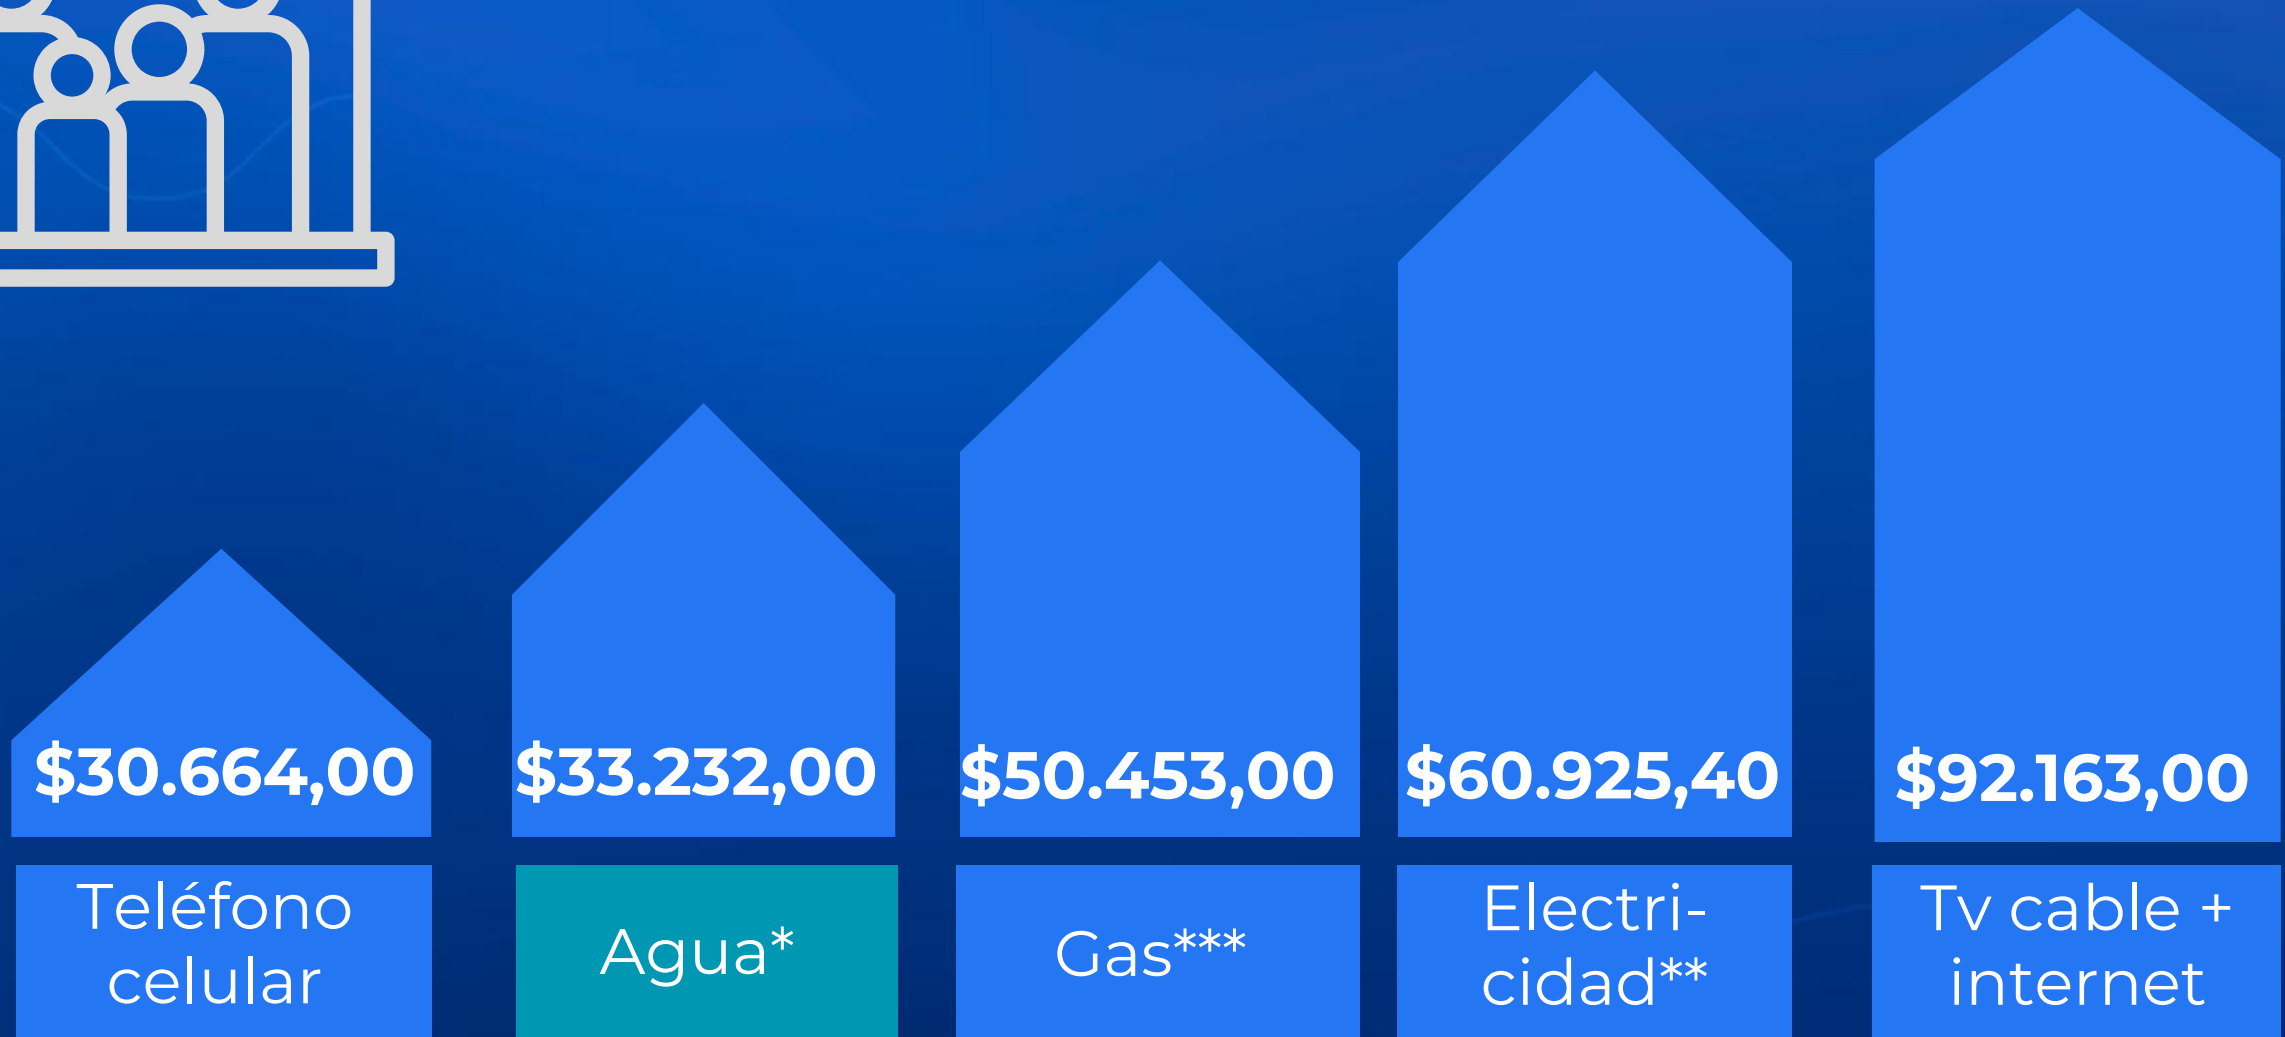 $30.664,00
$33.232,00
$50.453,00
$60.925,40
$92.163,00
Teléfono
celular
Agua*
Gas***
Electri-
cidad**
Tv cable +
internet